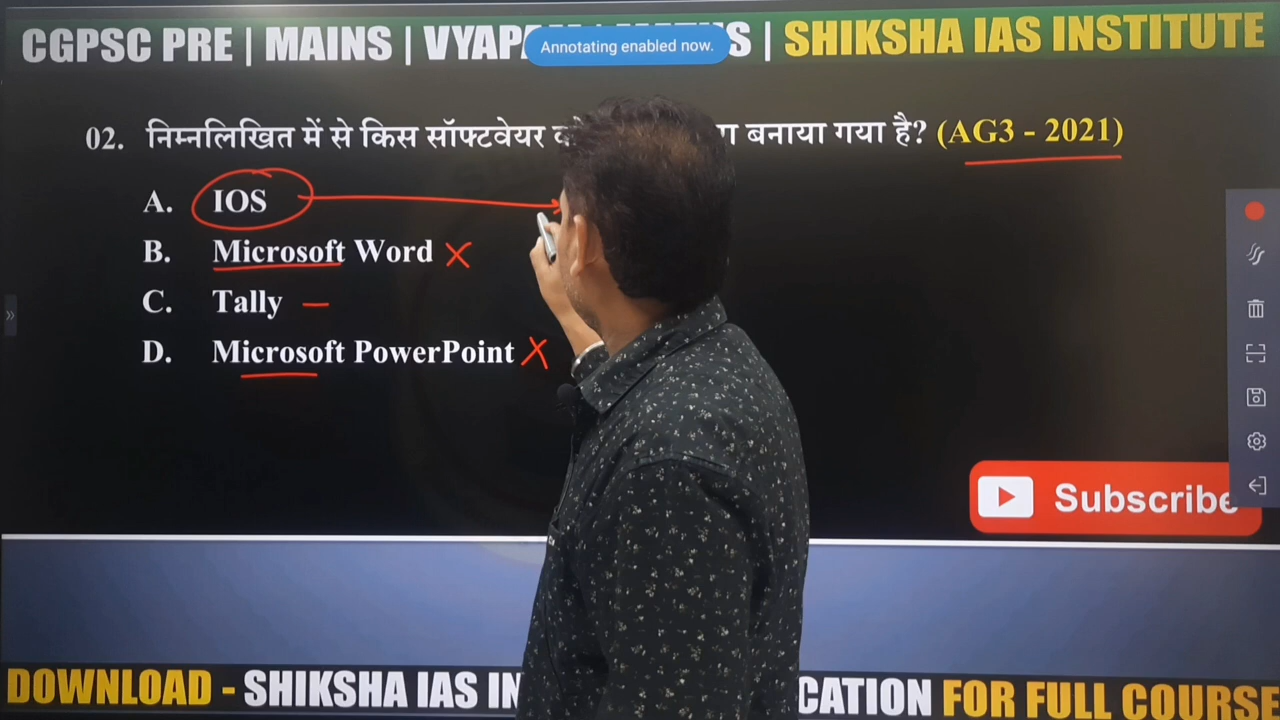 CGPSC PRE | MAINS | VYAP
Annotating enabled now.
S | SHIKSHA IAS INSTITUTE
02. निम्नलिखित में से किस सॉफ्टवेयर बनाया गया है? (AG3 - 2021)
A. IOS
B. Microsoft Word
C. Tally
D. Microsoft PowerPoint
Subscribe
DOWNLOAD - SHIKSHA IAS IN CATION FOR FULL COURSE